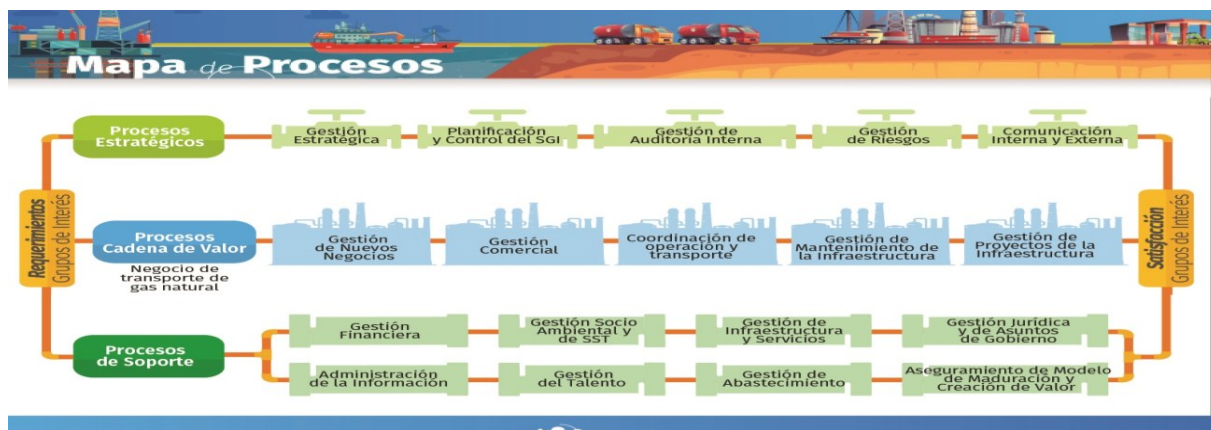 Mapa de Procesos
Procesos
Estratégicos
Gestión
Estratégica
Planificación
y Control del SGI
Gestión de
Auditoria Interna
Gestión
de Riesgos
Comunicación
Interna y Externa
Requerimientos
Grupos de Interés
Procesos
Cadena de Valor
Negocio de
transporte de
gas natural
Gestión
de Nuevos
Negocios
Gestión
Comercial
Coordinación de
operación y
transporte
Gestión de
Mantenimiento de
la Infraestructura
Gestión de
Proyectos de la
Infraestructura
Satisfacción
Grupos de Interés
Procesos
de Soporte
Gestión
Financiera
Gestión Socio
Ambiental y
de SST
Gestión de
Infraestructura
y Servicios
Gestión Jurídica
y de Asuntos
de Gobierno
Administración
de la Información
Gestión
del Talento
Gestión de
Abastecimiento
Aseguramiento de Modelo
de Maduración y
Creación de Valor